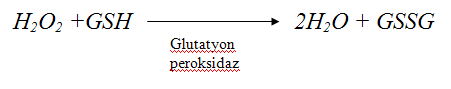 H₂O₂ +GSH ⟶ 2H₂O + GSSG
Glutatyon
peroksidaz